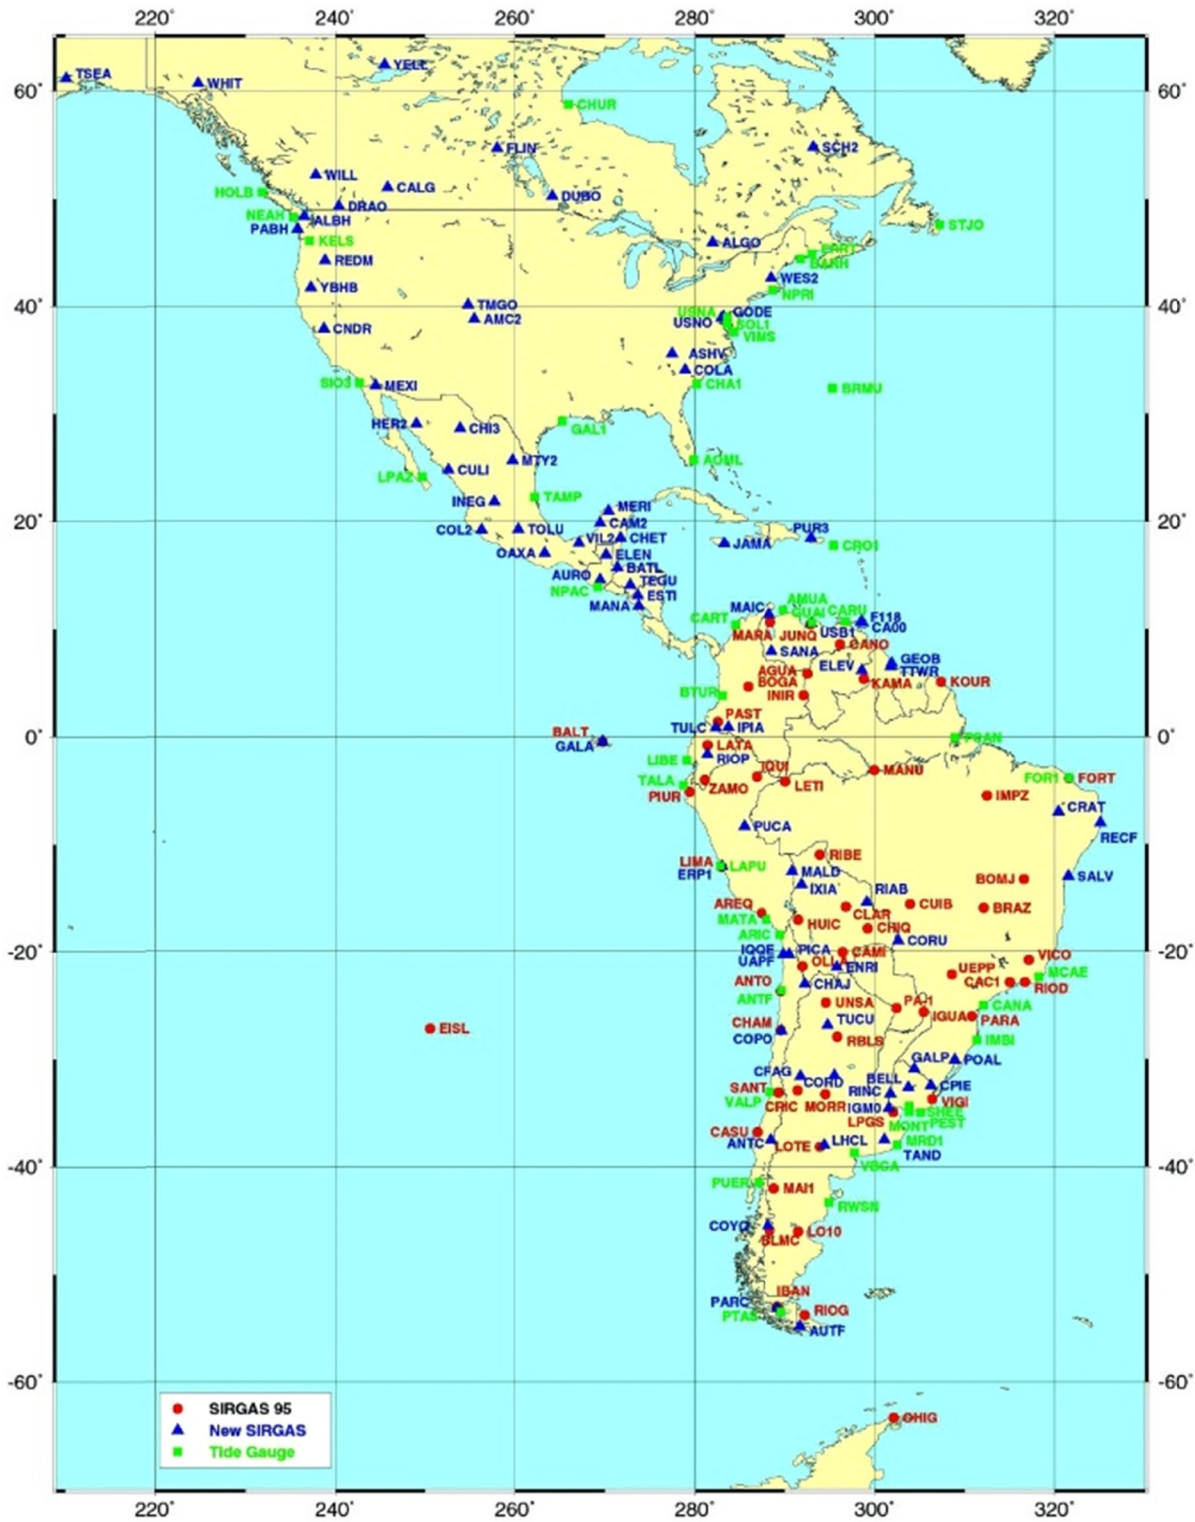 220° 240° 260° 280° 300° 320°
TSEA
WHIT
YELL
60° 60°
CHUR
FLIN
SCH2
WILL
CALG
HOLB
DRAO
DUBO
NEAH
ALBH
PABH
STJO
KELS
ALGO
EPRT
BARH
REDM
WES2
YBHB
NPRI
40° 40°
TMGO
USNA GODE
AMC2
USNO SOL1
CNDR
VIMS
ASHV
COLA
SIO3 MEXI
CHA1
BRMU
HER2
CHI3
GAL1
MTY2
AOML
CULI
LPAZ
INEG
TAMP
MERI
20° 20°
CAM2
COL2 TOLU
PUR3
VIL2 CHET
JAMA
CRO1
OAXA
ELEN
BATL
AURO
TEGU
NPAC
ESTI
MANA
AMUA
MAIC
GUAI CARU
CART
F118
CA00
MARA JUNQ USB1
CANO
SANA
GEOB
ELEV
TTWR
AGUA
BOGA
KAMA KOUR
BTUR
INIR
PAST
TULC IPIA
BALT
0° 0°
GALA
LATA
RIOP
LIBE
IQUI
MANU
TALA
ZAMO
LETI
FOR1 FORT
PIUR
IMPZ
CRAT
PUCA
RECF
RIBE
LIMA
LAPU
ERP1
MALD
BOMJ
SALV
IXIA
RIAB
AREQ
CUIB
BRAZ
MATA
CLAP
HUIC
CHIQ
ARIC
CORU
-20° -20°
IQQE PICA
CAMI
VICO
UAPF
ENRI
UEPP
MCAE
ANTO
CHAJ
CAC1
RIOD
ANTF
UNSA
CANA
IGUA
PARA
CHAM
TUCU
EISL
COPO
RBLS
IMBI
GALP POAL
CFAG
CORD
BELL
CPIE
SANT
RINC
VALP
VIGI
CRIC MORR IGM0
SHEE
LPGS
MONT PEST
CASU
ANTC
LOTE
LHCL
MRD1
TAND
-40° -40°
VBCA
PUER
MAI1
RWSN
COYQ
LO10
BLMC
IBAN
PARC
RIOG
PTAS
AUTF
-60° -60°
SIRGAS 95
New SIRGAS
Tide Gauge
OHIG
220° 240° 260° 280° 300° 320°